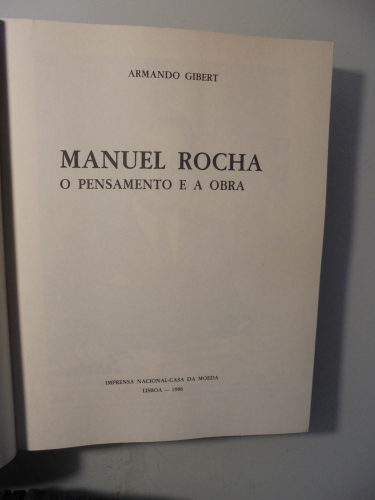 ARMANDO GIBERT
MANUEL ROCHA
O PENSAMENTO E A OBRA
IMPRENSA NACIONAL-CASA DA MOEDA
LISBOA — 1986